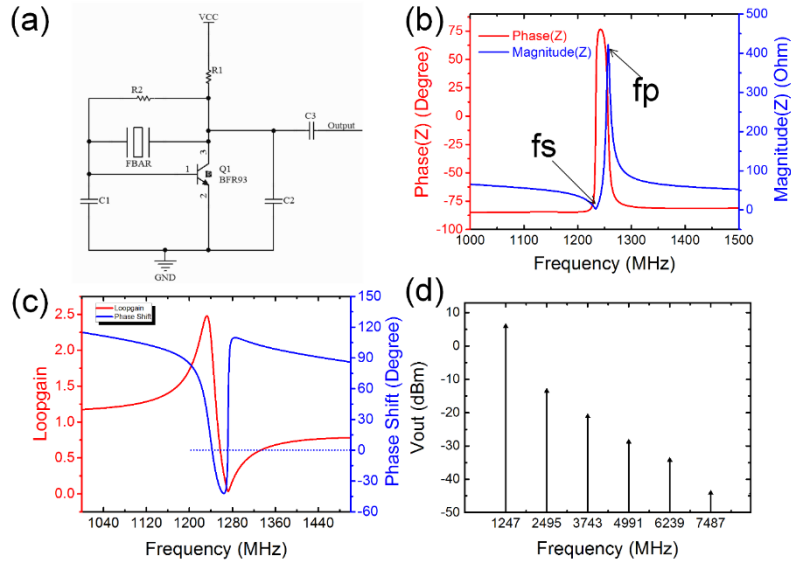 (a)
VCC
R1
R2
C3
Output
FBAR
3
1
Q1
BFR93
2
C1
C2
GND
(b)
Phase(Z)
Magnitude(Z)
fs
fp
75
50
25
0
-25
-50
-75
-100
Phase(Z) (Degree)
500
400
300
200
100
0
Magnitude(Z) (Ohm)
1000 1100 1200 1300 1400 1500
Frequency (MHz)
(c)
Loopgain
Phase Shift
2.5
2.0
1.5
1.0
0.5
0.0
Loopgain
150
120
90
60
30
0
-30
-60
Phase Shift (Degree)
1040 1120 1200 1280 1360 1440
Frequency (MHz)
(d)
10
0
-10
-20
-30
-40
-50
Vout (dBm)
1247 2495 3743 4991 6239 7487
Frequency (MHz)